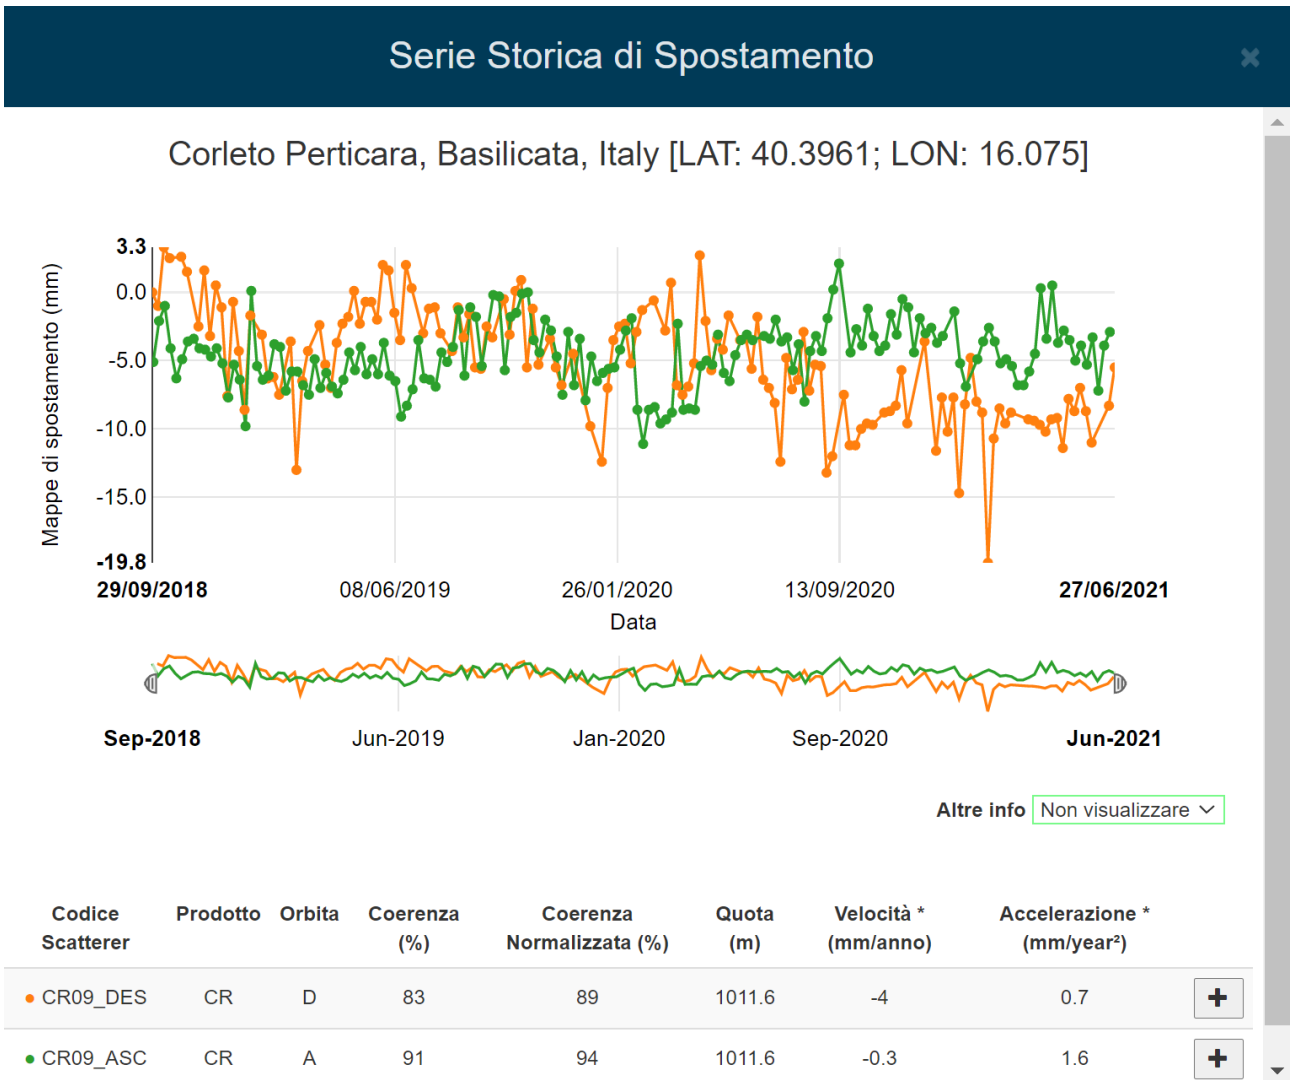 Serie Storica di Spostamento
Corleto Perticara, Basilicata, Italy [LAT: 40.3961; LON: 16.075]
Mappe di spostamento (mm)
3.3
0.0
-5.0
-10.0
-15.0
-19.8
29/09/2018 08/06/2019 26/01/2020 13/09/2020 27/06/2021
Data
Sep-2018 Jun-2019 Jan-2020 Sep-2020 Jun-2021
Altre info Non visualizzare
Codice Scatterer Prodotto Orbita Coerenza (%) Coerenza Normalizzata (%) Quota (m) Velocità * (mm/anno) Accelerazione * (mm/year²)
CR09_DES CR D 83 89 1011.6 -4 0.7
CR09_ASC CR A 91 94 1011.6 -0.3 1.6